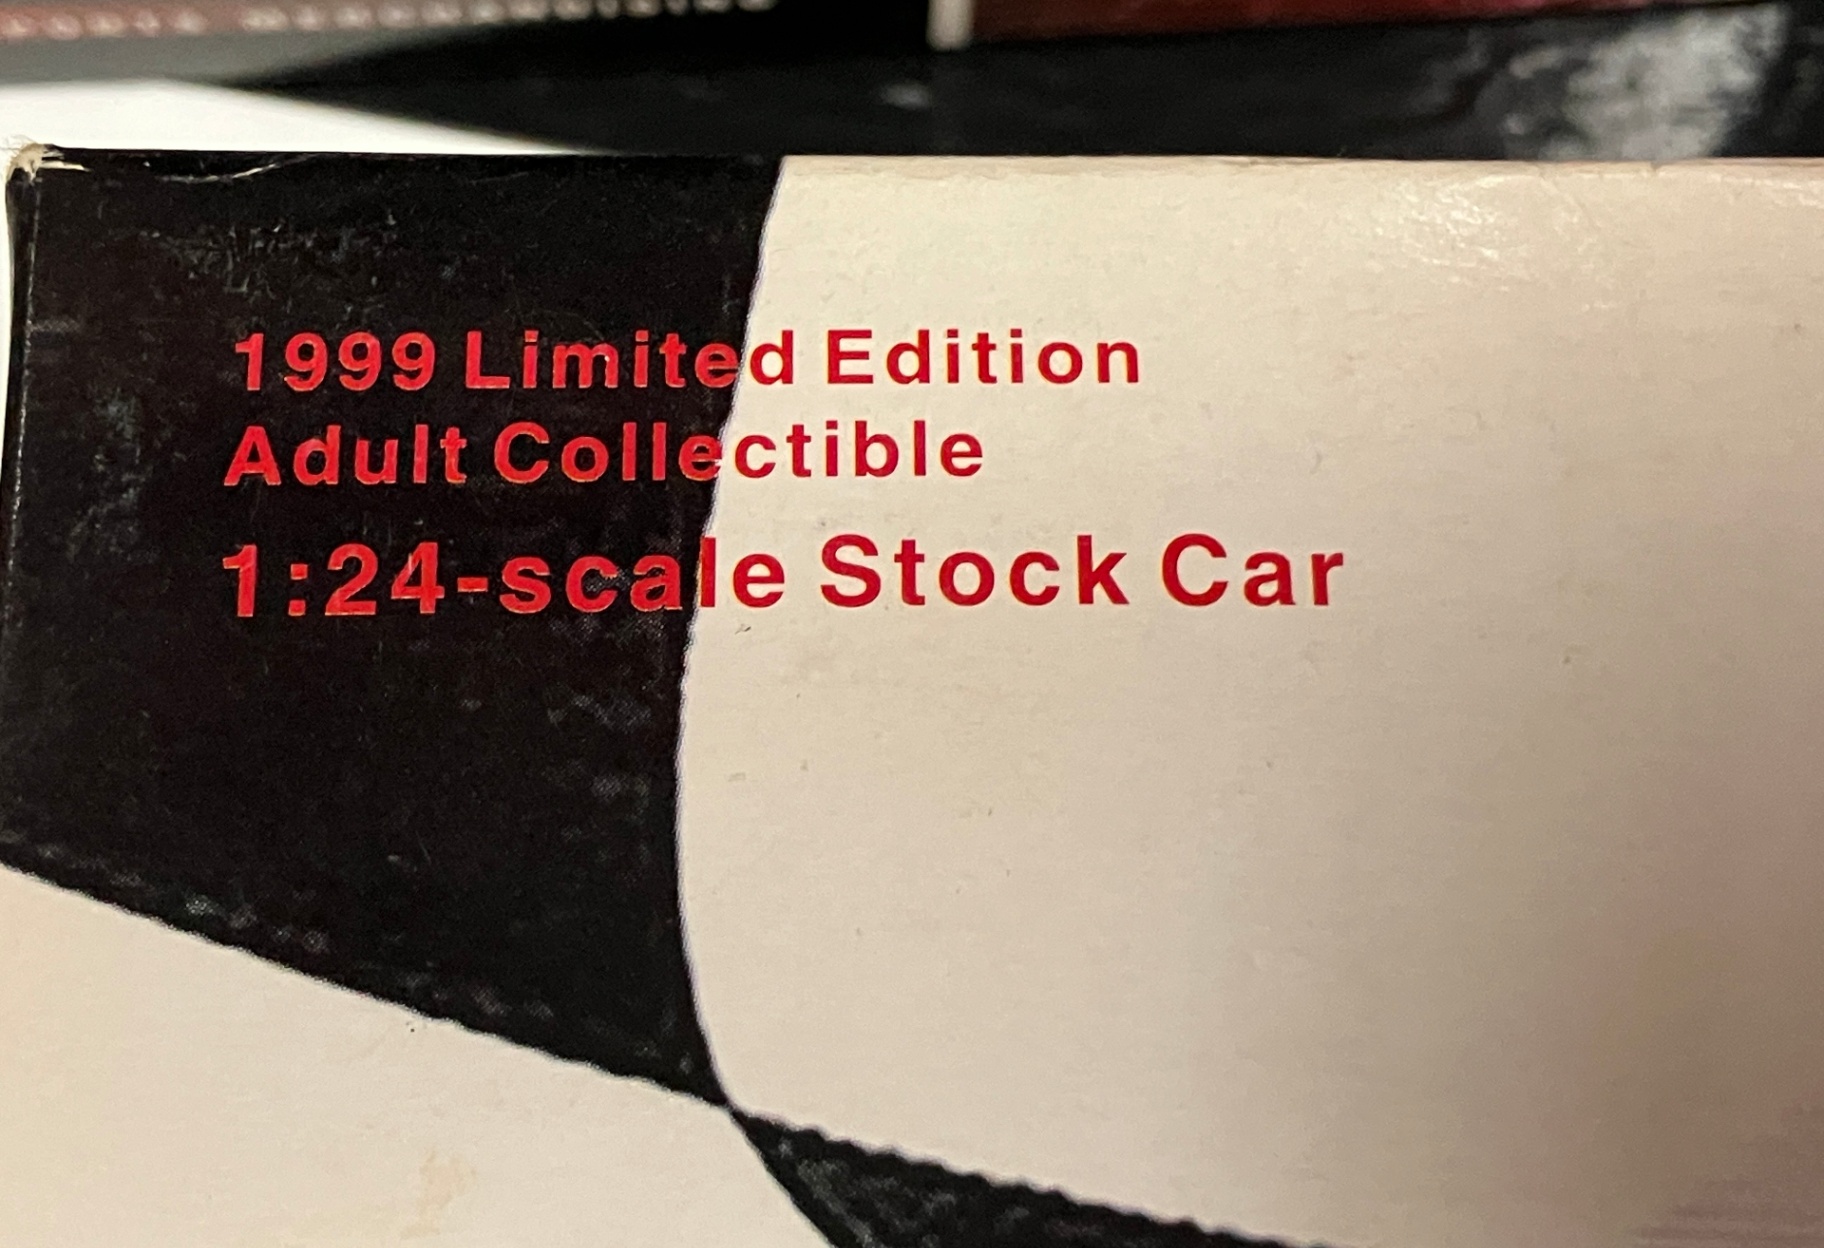 1999 Limited Edition
Adult Collectible
1:24-scale Stock Car